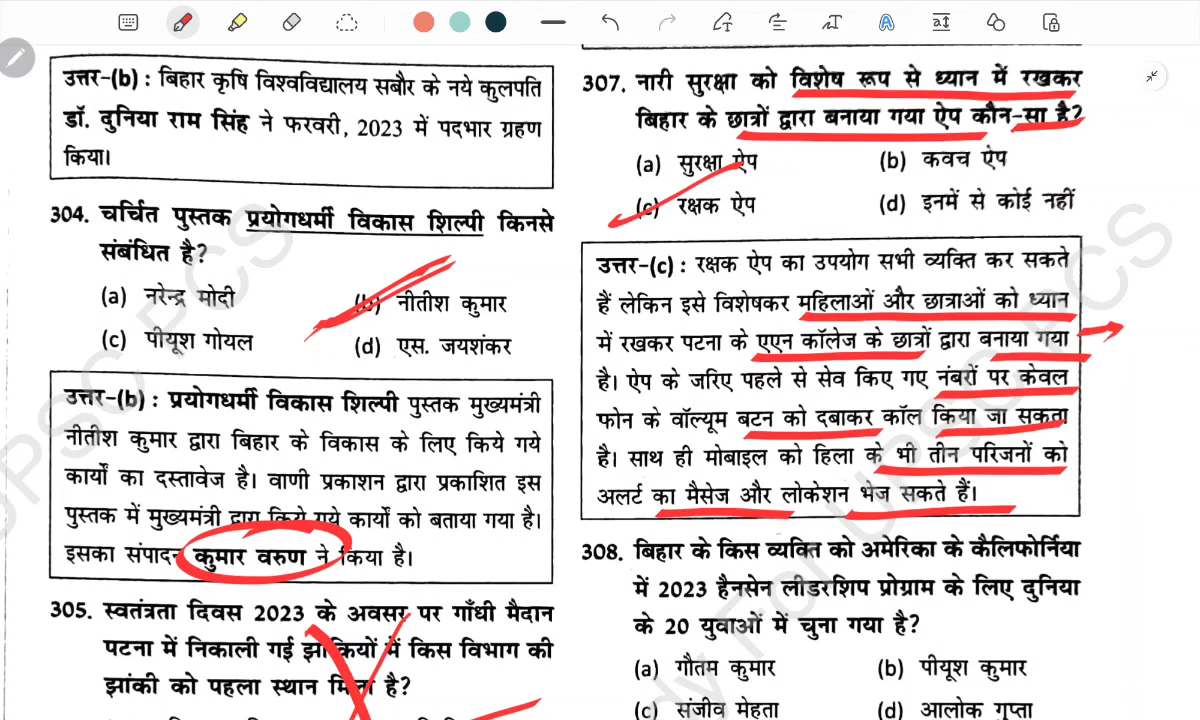 उत्तर-(b) : बिहार कृषि विश्वविद्यालय सबौर के नये कुलपति
डॉ. दुनिया राम सिंह ने फरवरी, 2023 में पदभार ग्रहण
किया।
304. चर्चित पुस्तक प्रयोगधर्मी विकास शिल्पी किनसे
संबंधित है?
(a) नरेन्द्र मोदी (b) नीतीश कुमार
(c) पीयूश गोयल (d) एस. जयशंकर
उत्तर-(b) : प्रयोगधर्मी विकास शिल्पी पुस्तक मुख्यमंत्री
नीतीश कुमार द्वारा बिहार के विकास के लिए किये गये
कार्यों का दस्तावेज है। वाणी प्रकाशन द्वारा प्रकाशित इस
पुस्तक में मुख्यमंत्री द्वारा किये गये कार्यों को बताया गया है।
इसका संपादन कुमार वरुण ने किया है।
305. स्वतंत्रता दिवस 2023 के अवसर पर गाँधी मैदान
पटना में निकाली गई झांकियों में किस विभाग की
झांकी को पहला स्थान मिला है?
307. नारी सुरक्षा को विशेष रूप से ध्यान में रखकर
बिहार के छात्रों द्वारा बनाया गया ऐप कौन-सा है?
(a) सुरक्षा ऐप (b) कवच ऐप
(c) रक्षक ऐप (d) इनमें से कोई नहीं
उत्तर-(c) : रक्षक ऐप का उपयोग सभी व्यक्ति कर सकते
हैं लेकिन इसे विशेषकर महिलाओं और छात्राओं को ध्यान
में रखकर पटना के एएन कॉलेज के छात्रों द्वारा बनाया गया
है। ऐप के जरिए पहले से सेव किए गए नंबरों पर केवल
फोन के वॉल्यूम बटन को दबाकर कॉल किया जा सकता
है। साथ ही मोबाइल को हिला के भी तीन परिजनों को
अलर्ट का मैसेज और लोकेशन भेज सकते हैं।
308. बिहार के किस व्यक्ति को अमेरिका के कैलिफोर्निया
में 2023 हैनसेन लीडरशिप प्रोग्राम के लिए दुनिया
के 20 युवाओं में चुना गया है?
(a) गौतम कुमार (b) पीयूश कुमार
(c) संजीव मेहता (d) आलोक गुप्ता